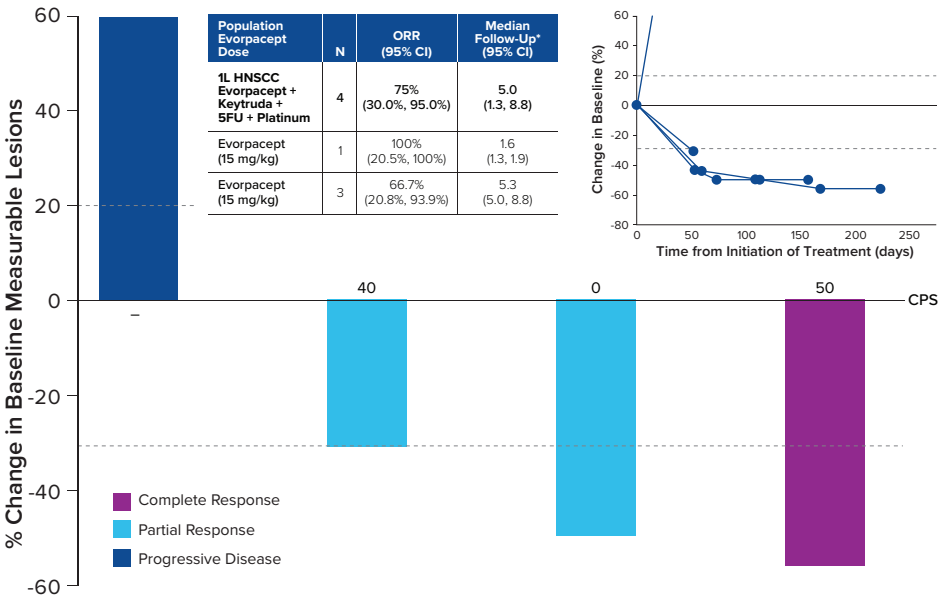 % Change in Baseline Measurable Lesions
60
40
20
0
-20
-40
-60
Population
Evorpacept
Dose
N
ORR
(95% CI)
Median
Follow-Up*
(95% CI)
1L HNSCC
Evorpacept +
Keytruda +
5FU + Platinum
4
75%
(30.0%, 95.0%)
5.0
(1.3, 8.8)
Evorpacept
(15 mg/kg)
1
100%
(20.5%, 100%)
1.6
(1.3, 1.9)
Evorpacept
(15 mg/kg)
3
66.7%
(20.8%, 93.9%)
5.3
(5.0, 8.8)
Change in Baseline (%)
60
40
20
0
-20
-40
-60
-80
0
50
100
150
200
250
Time from Initiation of Treatment (days)
–
40
0
50
CPS
Complete Response
Partial Response
Progressive Disease